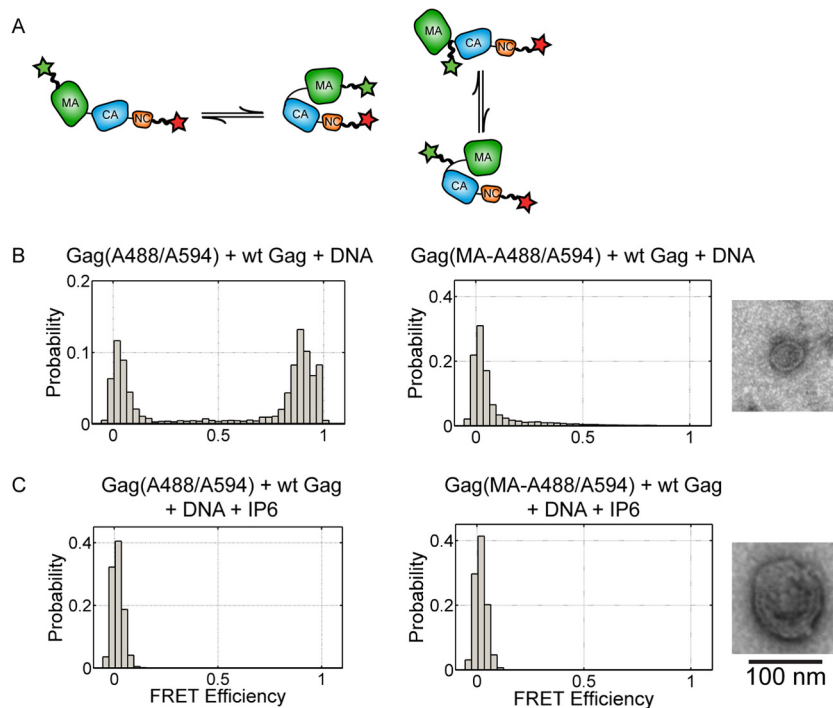 A
MA
CA
NC
MA
CA
NC
MA
CA
NC
MA
CA
NC
B
Gag(A488/A594) + wt Gag + DNA
Gag(MA-A488/A594) + wt Gag + DNA
0.2
0.1
0
Probability
0
0.5
1
0.4
0.2
0
Probability
0
0.5
1
C
Gag(A488/A594) + wt Gag
+ DNA + IP6
Gag(MA-A488/A594) + wt Gag
+ DNA + IP6
0.4
0.2
0
Probability
0
0.5
1
FRET Efficiency
0.4
0.2
0
Probability
0
0.5
1
FRET Efficiency
100 nm